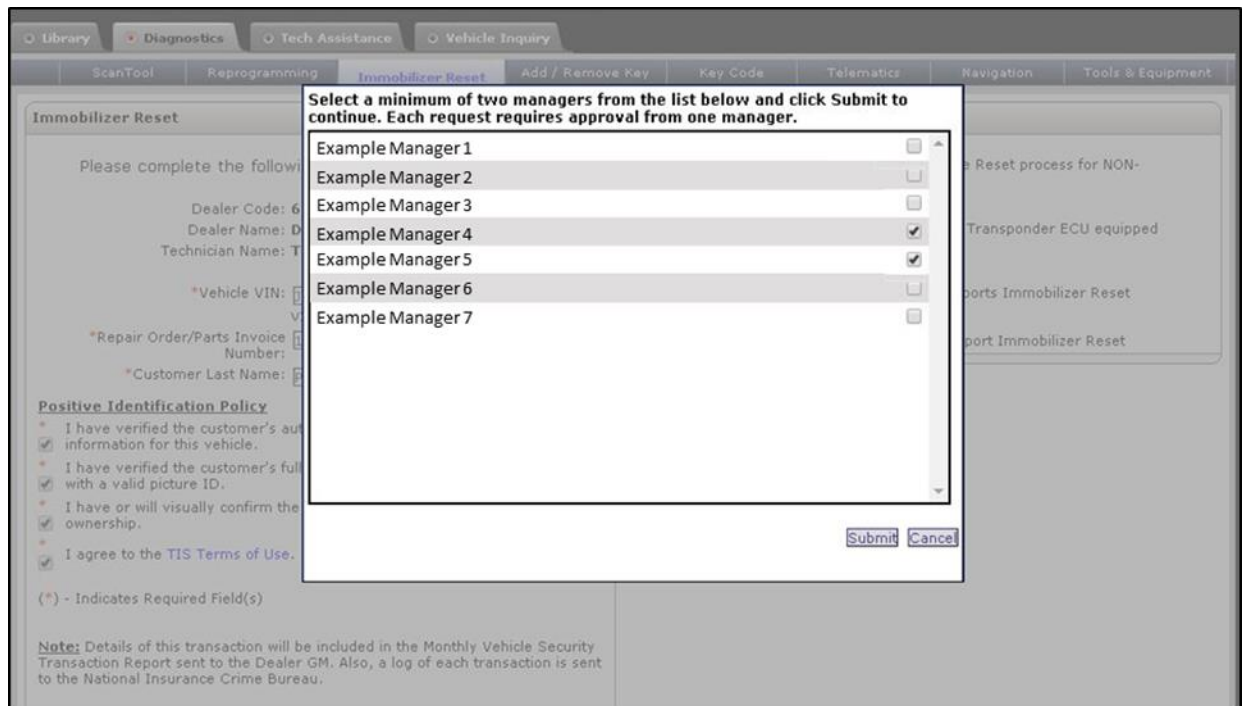 Library Diagnostics Tech Assistance Vehicle Inquiry
ScanTool Reprogramming Immobilizer Reset Add / Remove Key Key Code Telematics Navigation Tools & Equipment
Immobilizer Reset
Please complete the
Dealer Code: 6
Dealer Name: D
Technician Name: T
*Vehicle VIN:
*Repair Order/Parts Invoice
Number:
*Customer Last Name:
Positive Identification Policy
* I have verified the customer's
information for this vehicle.
* I have verified the customer's full
with a valid picture ID.
* I have or will visually confirm the
ownership.
*
I agree to the TIS Terms of Use.
(*) - Indicates Required Field(s)
Note: Details of this transaction will be included in the Monthly Vehicle Security
Transaction Report sent to the Dealer GM. Also, a log of each transaction is sent
to the National Insurance Crime Bureau.
Select a minimum of two managers from the list below and click Submit to
continue. Each request requires approval from one manager.
Example Manager 1
Example Manager 2
Example Manager 3
Example Manager 4
Example Manager 5
Example Manager 6
Example Manager 7
Submit Cancel
Reset process for NON-
Transponder ECU equipped
Immobilizer Reset
Immobilizer Reset